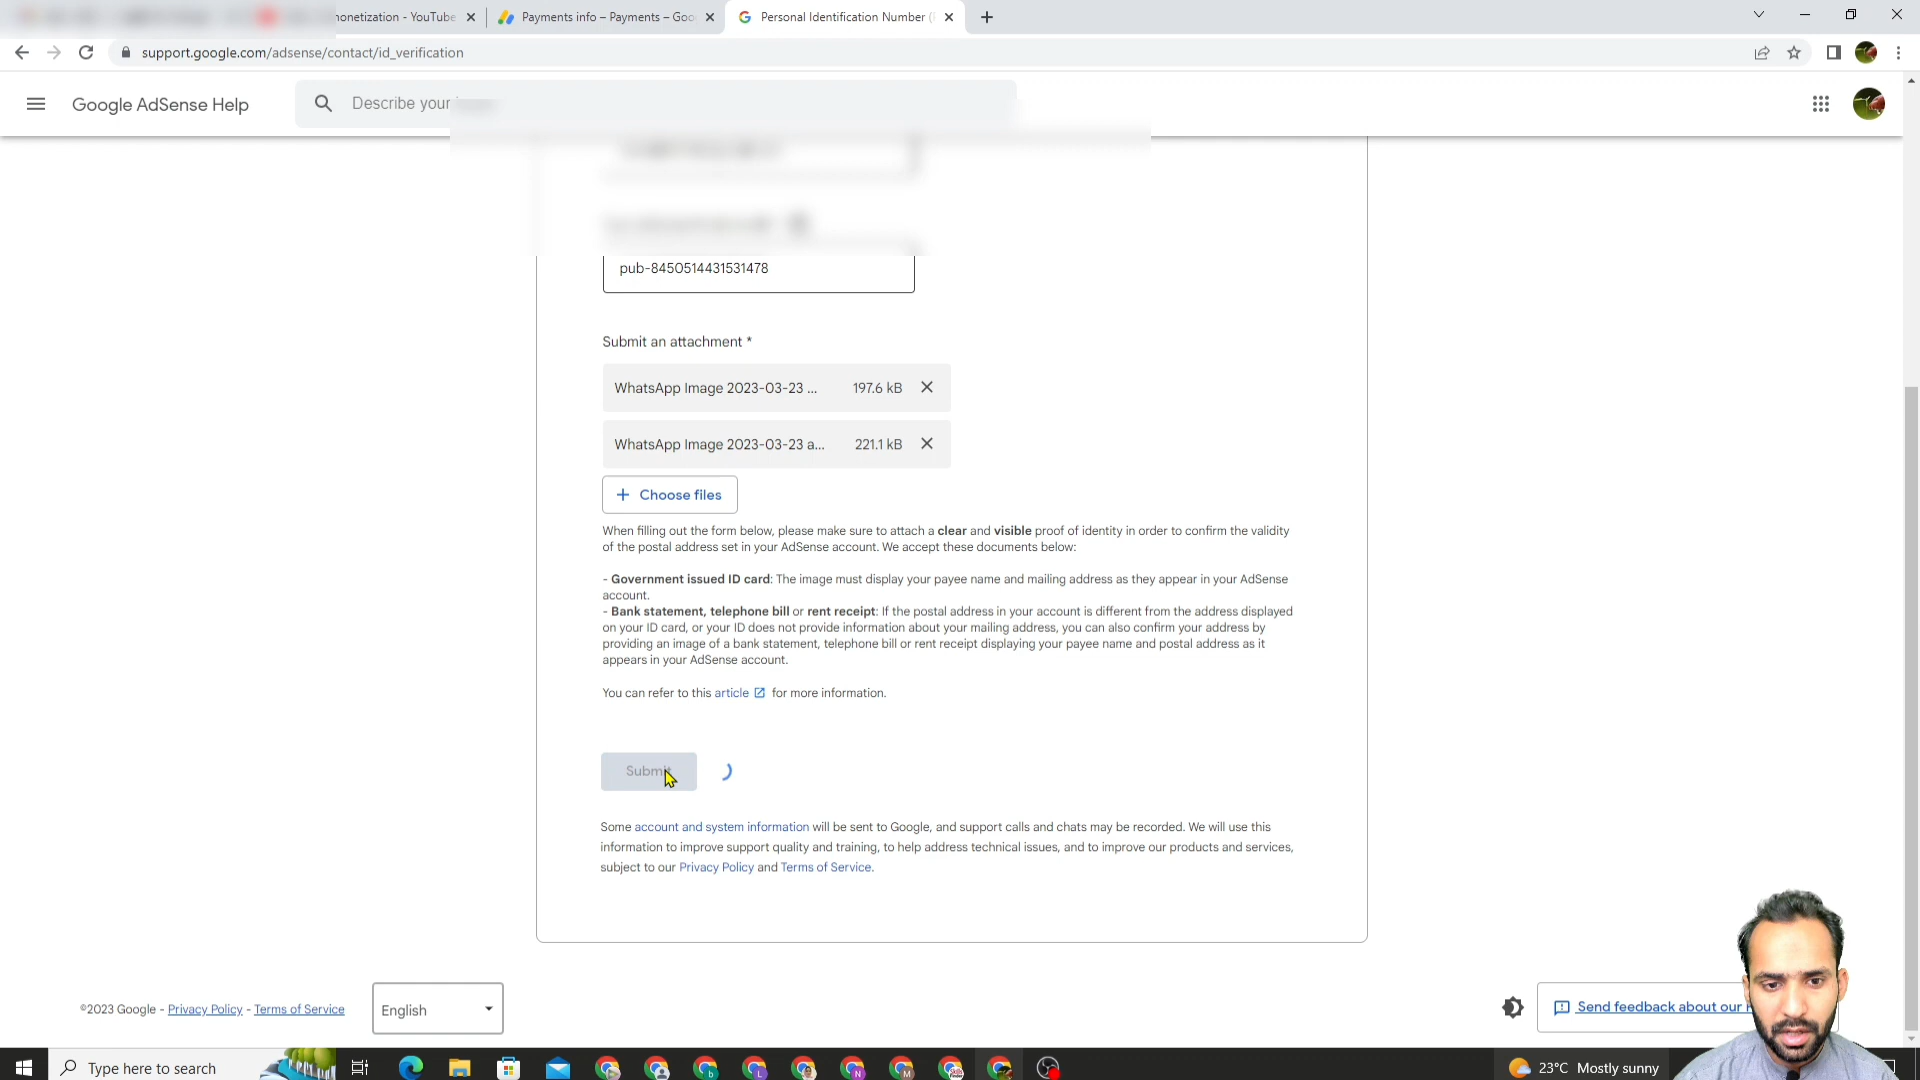 onetization - YouTube
Payments info – Payments – Goo
Personal Identification Number (
support.google.com/adsense/contact/id_verification
Google AdSense Help
Describe your
pub-8450514431531478
Submit an attachment *
WhatsApp Image 2023-03-23 ... 197.6 kB
WhatsApp Image 2023-03-23 a... 221.1 kB
+ Choose files
When filling out the form below, please make sure to attach a clear and visible proof of identity in order to confirm the validity
of the postal address set in your AdSense account. We accept these documents below:
- Government issued ID card: The image must display your payee name and mailing address as they appear in your AdSense
account.
- Bank statement, telephone bill or rent receipt: If the postal address in your account is different from the address displayed
on your ID card, or your ID does not provide information about your mailing address, you can also confirm your address by
providing an image of a bank statement, telephone bill or rent receipt displaying your payee name and postal address as it
appears in your AdSense account.
You can refer to this article for more information.
Submit
Some account and system information will be sent to Google, and support calls and chats may be recorded. We will use this
information to improve support quality and training, to help address technical issues, and to improve our products and services,
subject to our Privacy Policy and Terms of Service.
©2023 Google - Privacy Policy - Terms of Service
English
Send feedback about our
Type here to search
23°C Mostly sunny